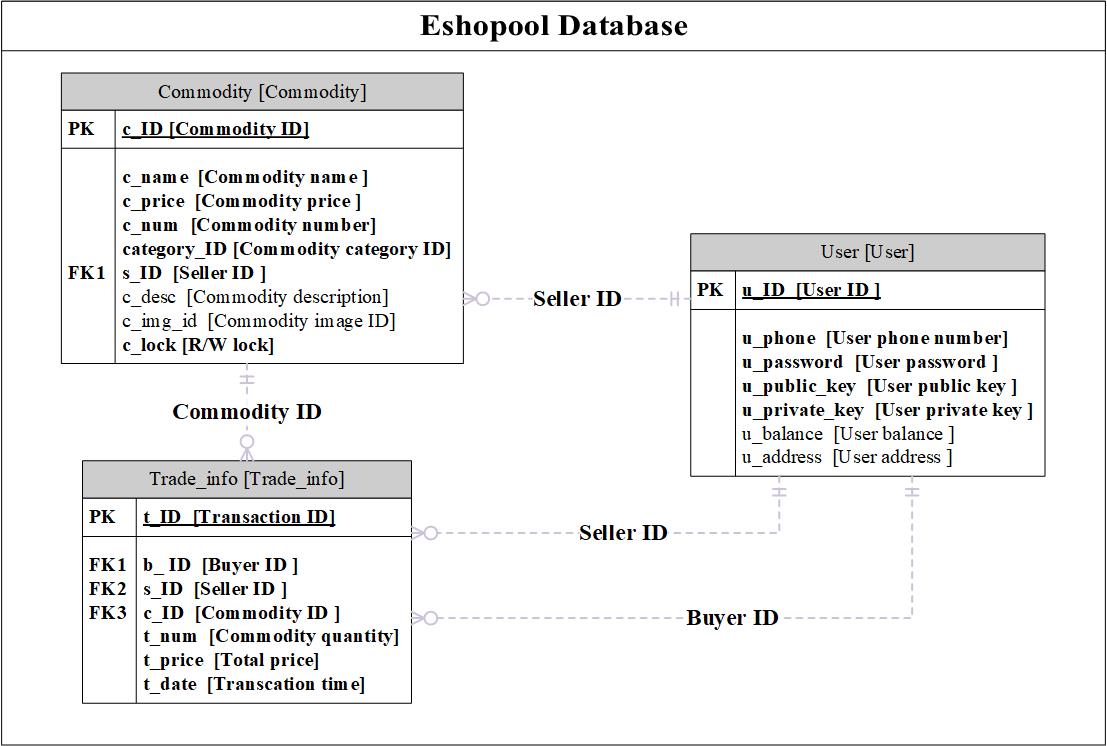 Eshopool Database
Commodity [Commodity]
PK c_ID [Commodity ID]
c_name [Commodity name ]
c_price [Commodity price ]
c_num [Commodity number]
category_ID [Commodity category ID]
FK1 s_ID [Seller ID ]
c_desc [Commodity description]
c_img_id [Commodity image ID]
c_lock [R/W lock]
Seller ID
User [User]
PK u_ID [User ID ]
u_phone [User phone number]
u_password [User password ]
u_public_key [User public key ]
u_private_key [User private key ]
u_balance [User balance ]
u_address [User address ]
Commodity ID
Trade_info [Trade_info]
PK t_ID [Transaction ID]
FK1 b_ ID [Buyer ID ]
FK2 s_ID [Seller ID ]
FK3 c_ID [Commodity ID ]
t_num [Commodity quantity]
t_price [Total price]
t_date [Transcation time]
Seller ID
Buyer ID